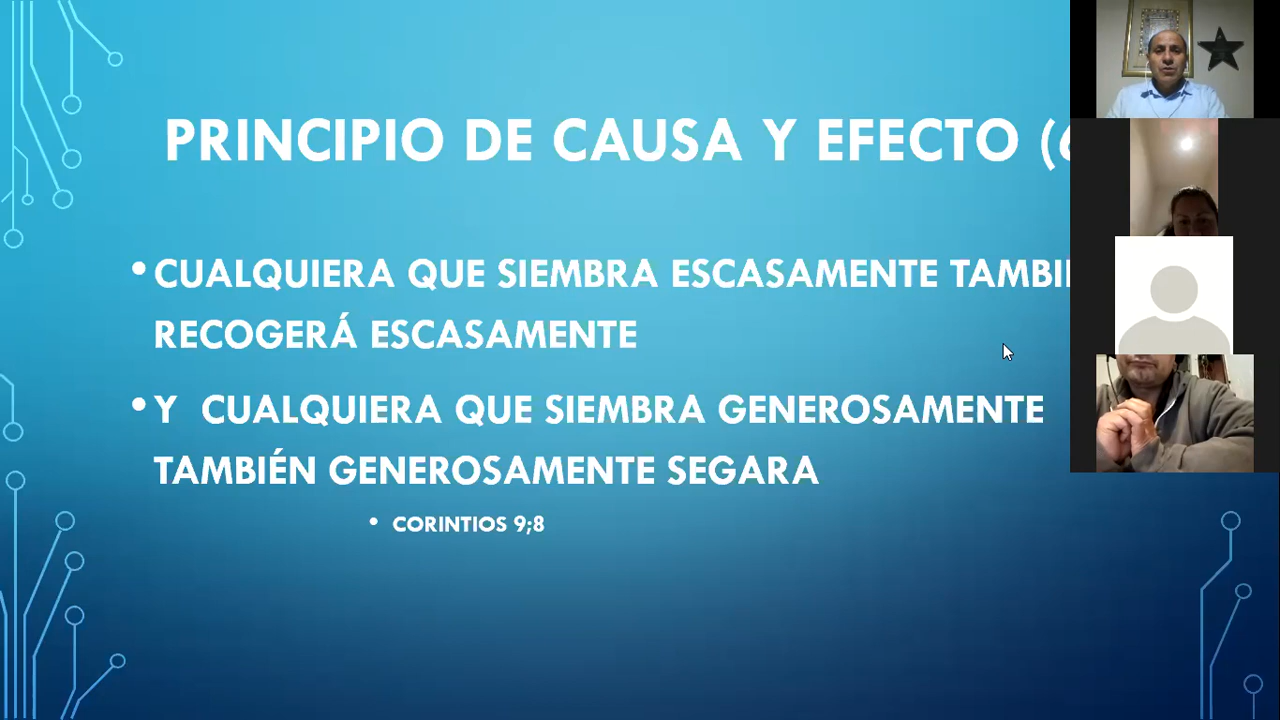 PRINCIPIO DE CAUSA Y EFECTO (6
•CUALQUIERA QUE SIEMBRA ESCASAMENTE
RECOGERÁ ESCASAMENTE
•Y CUALQUIERA QUE SIEMBRA GENEROSAMENTE
TAMBIÉN GENEROSAMENTE SEGARA
• CORINTIOS 9;8